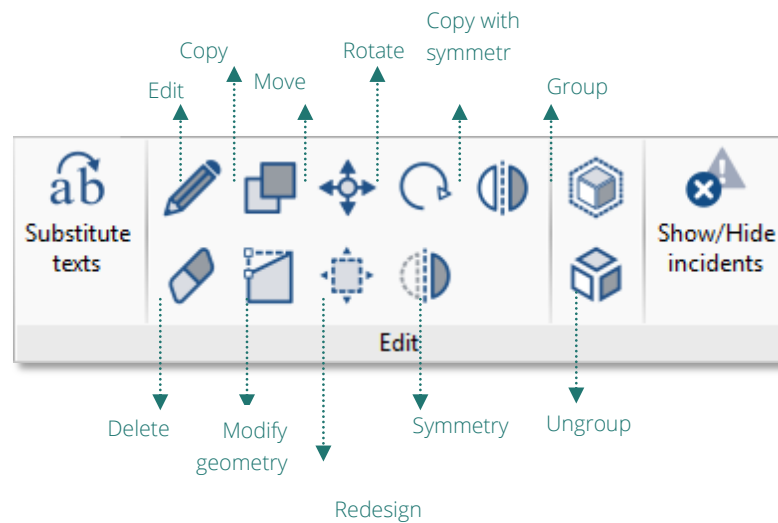 Copy with
symmetr
Copy
Rotate
Edit
Move
Group
ab
Substitute
texts
Show/Hide
incidents
Edit
Delete
Modify
geometry
Symmetry
Ungroup
Redesign